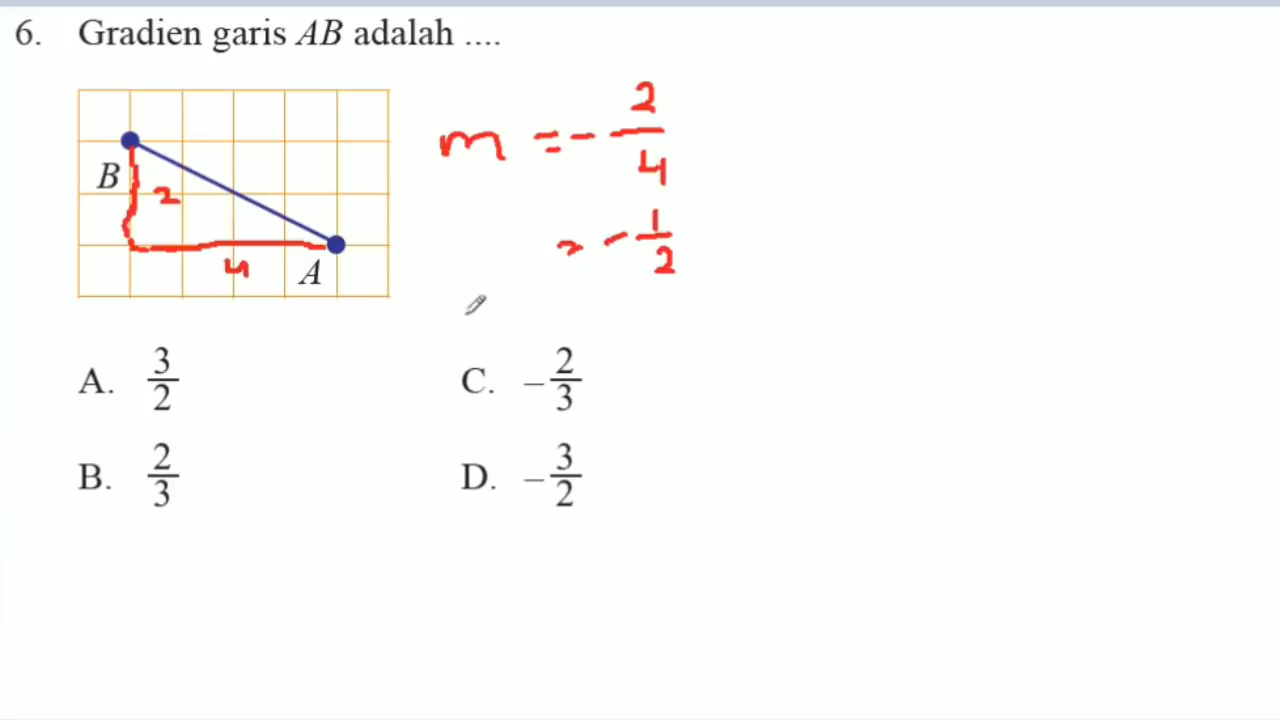 6. Gradien garis AB adalah ....
B
2
4
A
m = - 2/4
= - 1/2
A. 3/2
B. 2/3
C. – 2/3
D. – 3/2